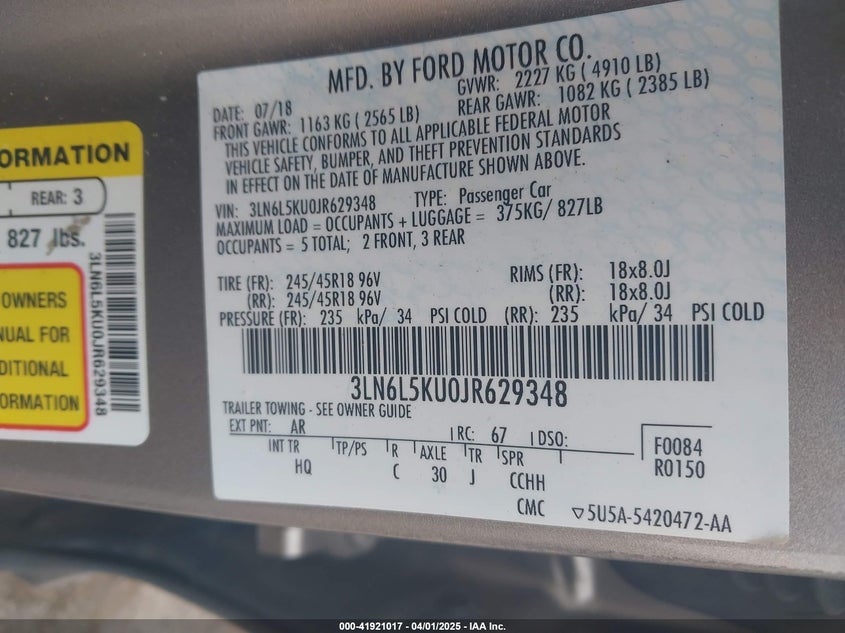 MFD. BY FORD MOTOR CO.
DATE: 07/18 GVWR: 2227 KG ( 4910 LB)
FRONT GAWR: 1163 KG ( 2565 LB) REAR GAWR: 1082 KG ( 2385 LB)
THIS VEHICLE CONFORMS TO ALL APPLICABLE FEDERAL MOTOR
VEHICLE SAFETY, BUMPER, AND THEFT PREVENTION STANDARDS
IN EFFECT ON THE DATE OF MANUFACTURE SHOWN ABOVE.
VIN: 3LN6L5KU0JR629348 TYPE: Passenger Car
MAXIMUM LOAD = OCCUPANTS + LUGGAGE = 375KG/ 827LB
OCCUPANTS = 5 TOTAL; 2 FRONT, 3 REAR
TIRE (FR): 245/45R18 96V RIMS (FR): 18x8.0J
(RR): 245/45R18 96V (RR): 18x8.0J
PRESSURE (FR): 235 kPa/ 34 PSI COLD (RR): 235 kPa/ 34 PSI COLD
3LN6L5KU0JR629348
TRAILER TOWING - SEE OWNER GUIDE
EXT PNT: AR RC: 67 DSO: F0084
INT TR TP/PS R AXLE TR SPR R0150
HQ C 30 J CCHH
CMC ▽5U5A-5420472-AA
ORMATION
REAR: 3
827 lbs.
OWNERS
NUAL FOR
DITIONAL
FORMATION
3LN6L5KU0JR629348
000-41921017 - 04/01/2025 - IAA Inc.